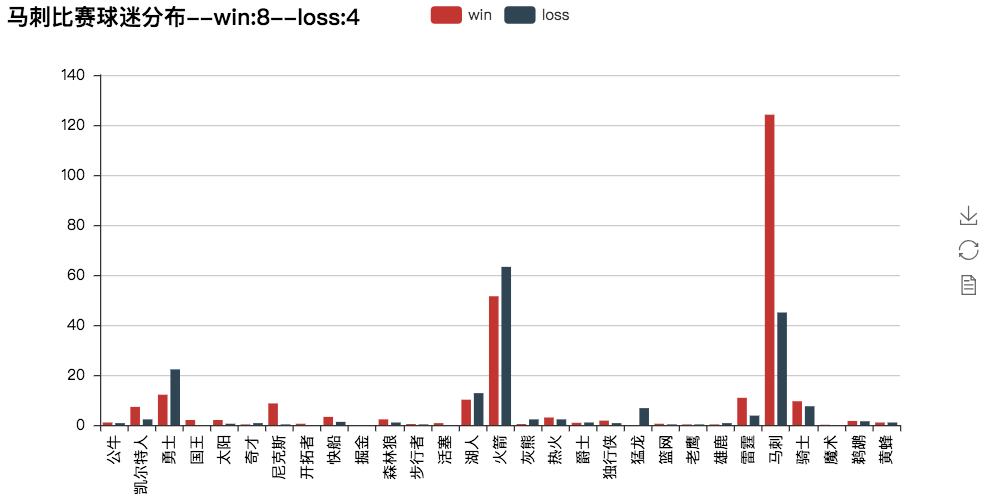 马刺比赛球迷分布--win:8--loss:4
win
loss
140
120
100
80
60
40
20
0
公牛
凯尔特人
勇士
国王
太阳
奇才
尼克斯
开拓者
快船
掘金
森林狼
步行者
活塞
湖人
火箭
灰熊
热火
爵士
独行侠
猛龙
篮网
老鹰
雄鹿
雷霆
马刺
骑士
魔术
鹈鹕
黄蜂